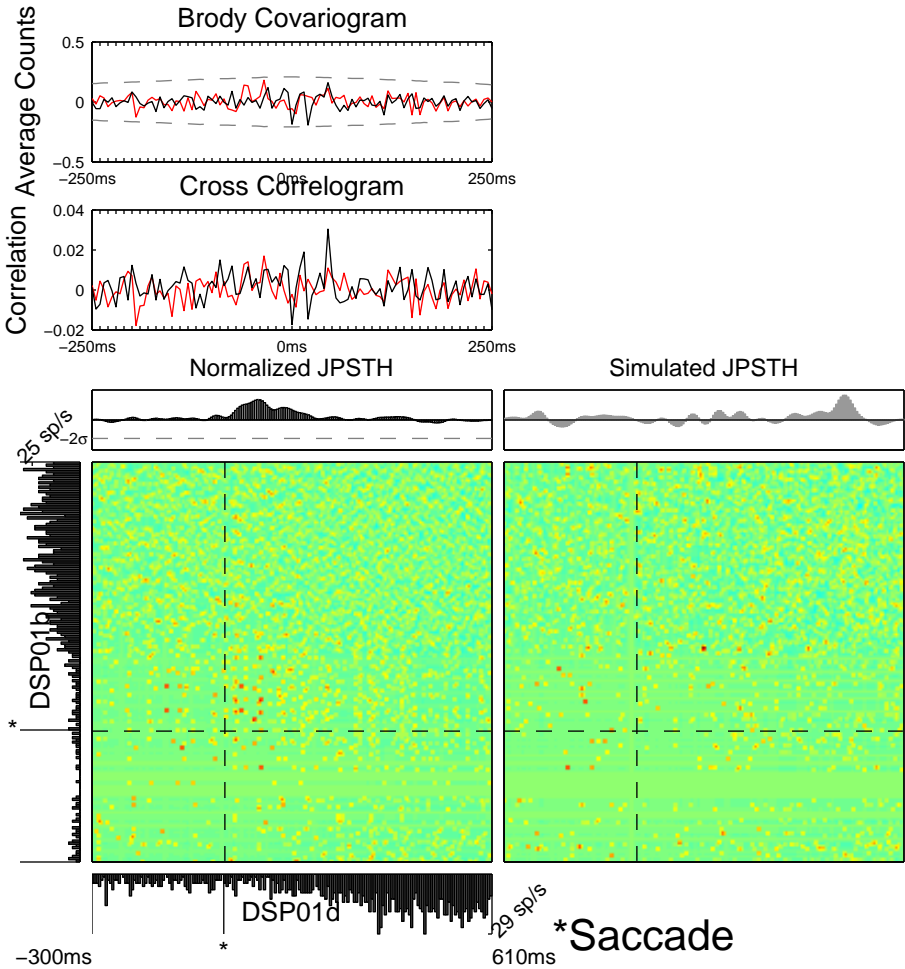 Brody Covariogram
Average Counts
0.5
0
−0.5
−250ms
0ms
250ms
Cross Correlogram
Correlation
0.04
0.02
0
−0.02
−250ms
0ms
250ms
Normalized JPSTH
Simulated JPSTH
−2σ
25 sp/s
DSP01b
*
DSP01d
29 sp/s
*
*Saccade
−300ms
610ms